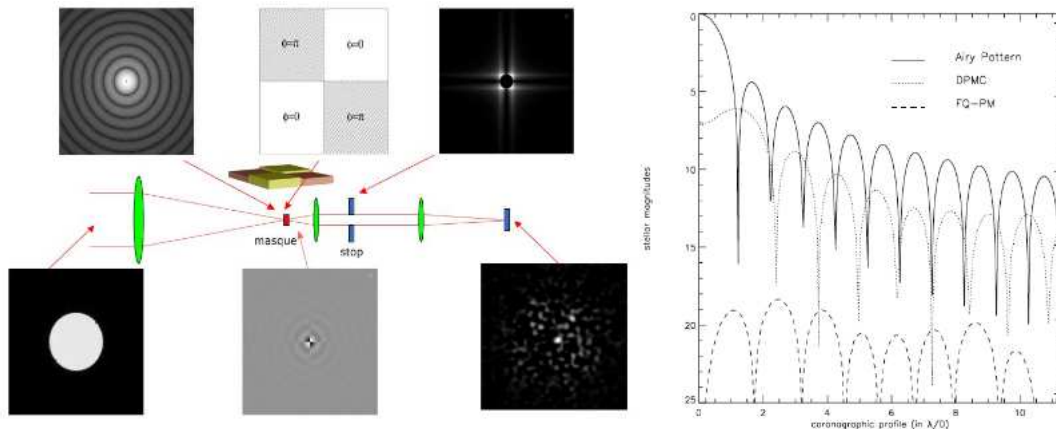 ϕ=π
ϕ=0
ϕ=0
ϕ=π
masque
stop
0
5
10
15
20
25
stellar magnitudes
Airy Pattern
DPMC
FQ-PM
0
2
4
6
8
10
coronographic profile (in λ/D)